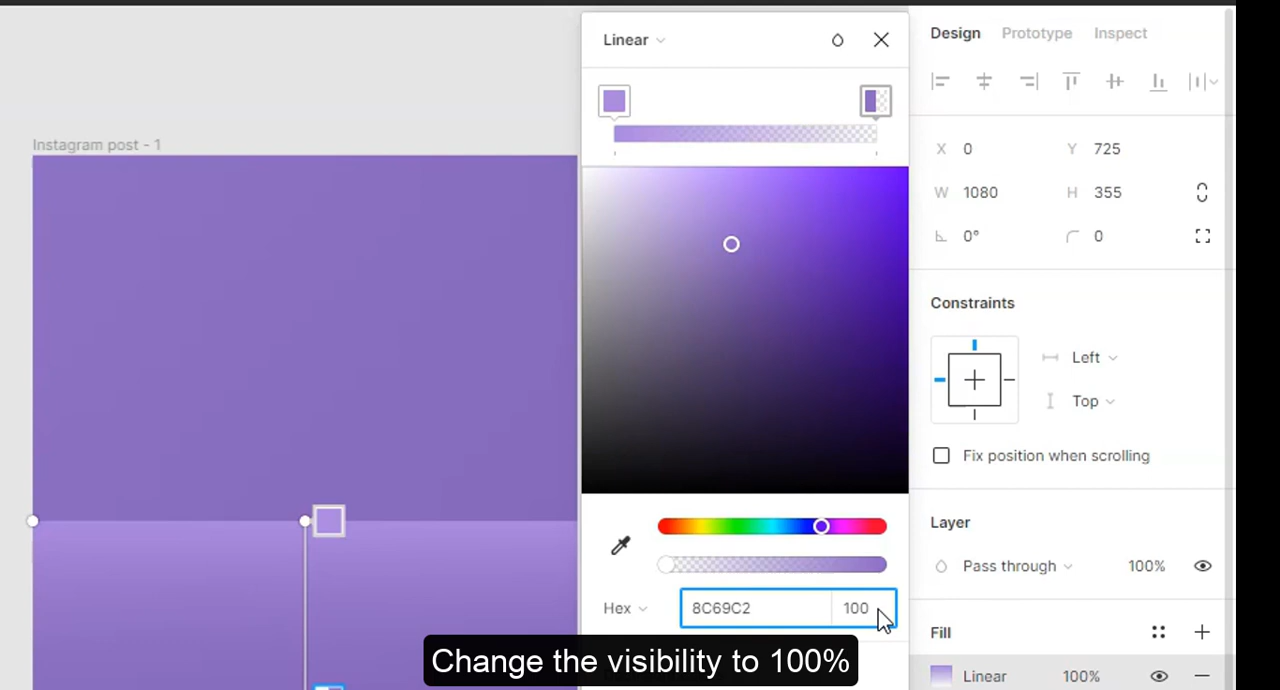 Linear
Design Prototype Inspect
Instagram post - 1
X 0 Y 725
W 1080 H 355
0° 0
Constraints
Left
Top
Fix position when scrolling
Layer
Pass through 100%
Hex 8C69C2 100
Fill
Linear 100%
Change the visibility to 100%